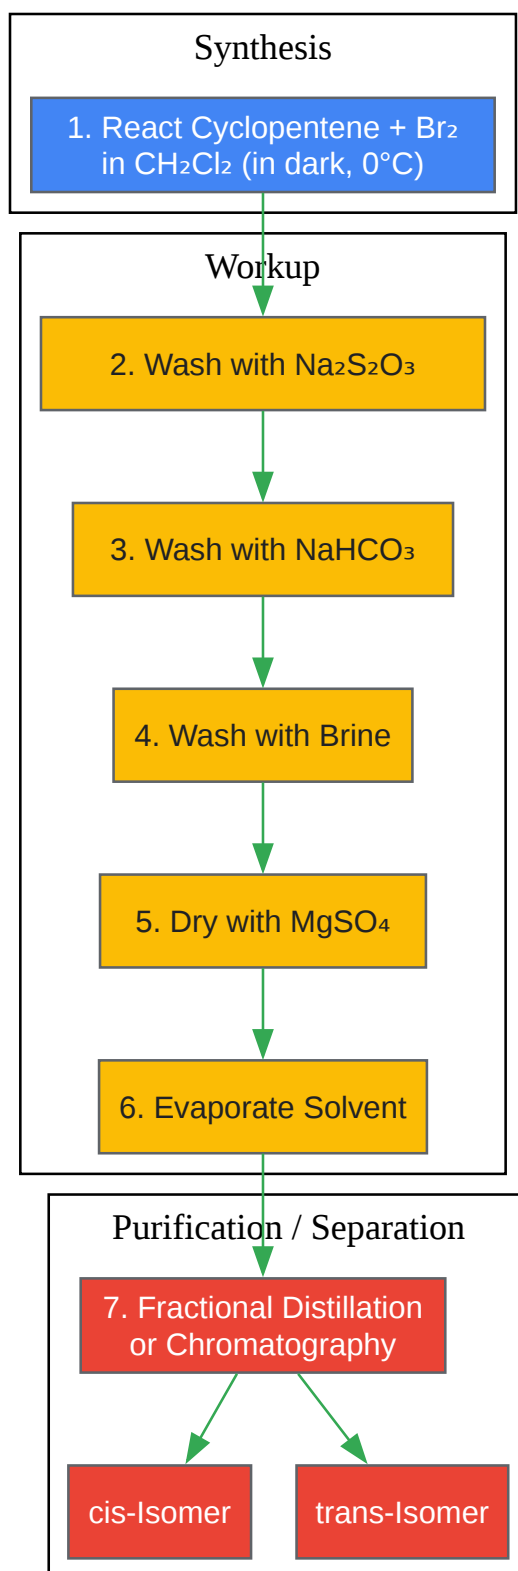 Synthesis
1. React Cyclopentene + Br₂
in CH₂Cl₂ (in dark, 0°C)
Workup
2. Wash with Na₂S₂O₃
3. Wash with NaHCO₃
4. Wash with Brine
5. Dry with MgSO₄
6. Evaporate Solvent
Purification / Separation
7. Fractional Distillation
or Chromatography
cis-Isomer
trans-Isomer